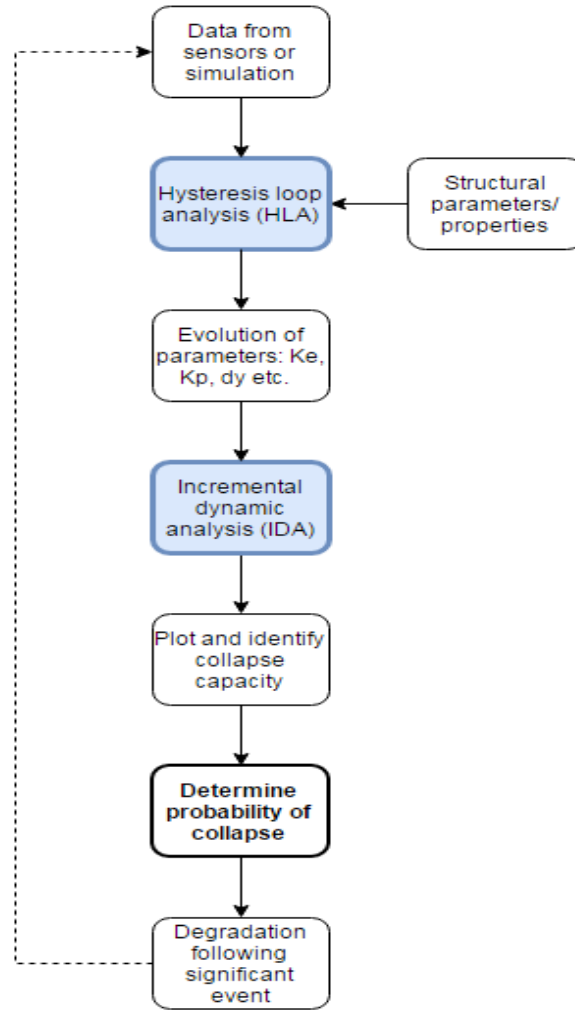 Data from
sensors or
simulation
Hysteresis loop
analysis (HLA)
Structural
parameters/
properties
Evolution of
parameters: Ke,
Kp, dy etc.
Incremental
dynamic
analysis (IDA)
Plot and identify
collapse
capacity
Determine
probability of
collapse
Degradation
following
significant
event